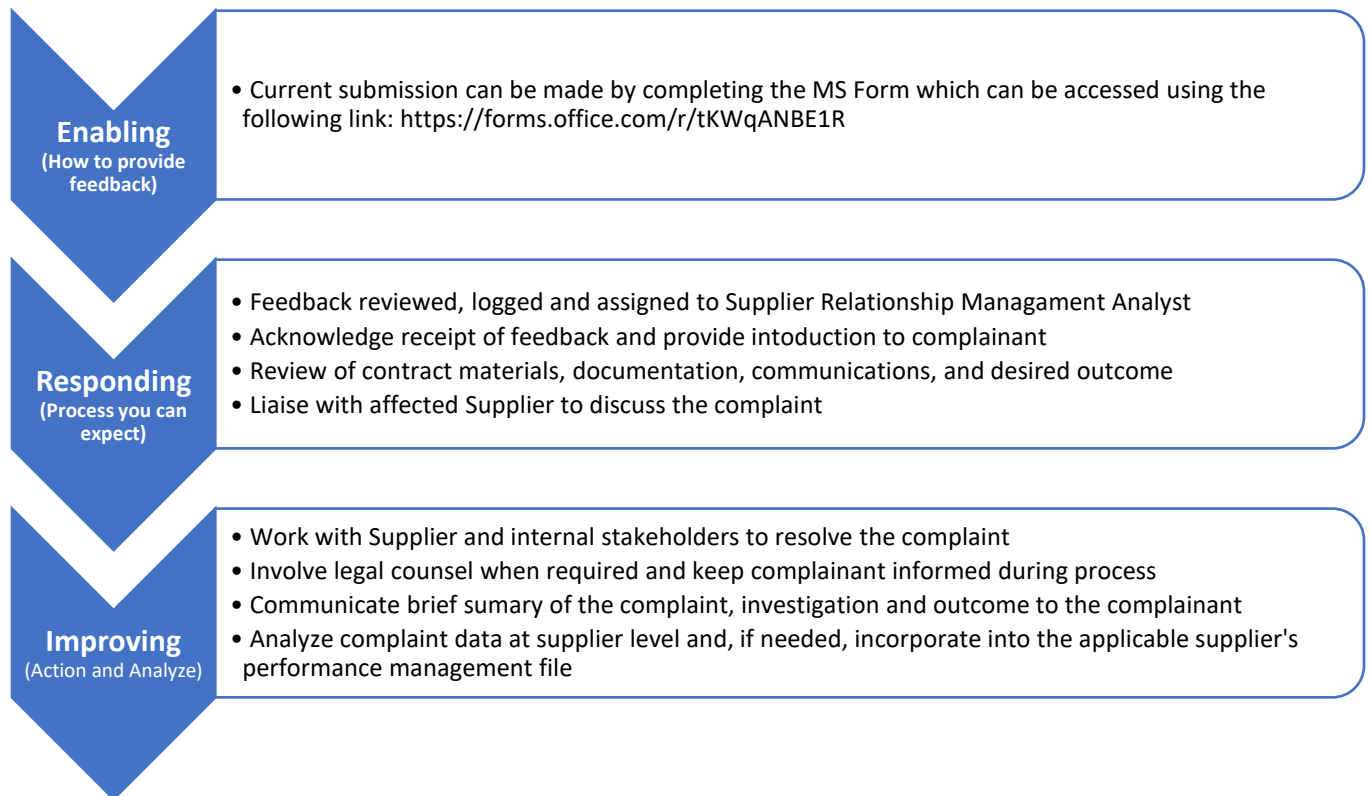 Enabling
(How to provide
feedback)
• Current submission can be made by completing the MS Form which can be accessed using the
following link: https://forms.office.com/r/tKWqANBE1R
Responding
(Process you can
expect)
• Feedback reviewed, logged and assigned to Supplier Relationship Managament Analyst
• Acknowledge receipt of feedback and provide intoduction to complainant
• Review of contract materials, documentation, communications, and desired outcome
• Liaise with affected Supplier to discuss the complaint
Improving
(Action and Analyze)
• Work with Supplier and internal stakeholders to resolve the complaint
• Involve legal counsel when required and keep complainant informed during process
• Communicate brief sumary of the complaint, investigation and outcome to the complainant
• Analyze complaint data at supplier level and, if needed, incorporate into the applicable supplier's
performance management file